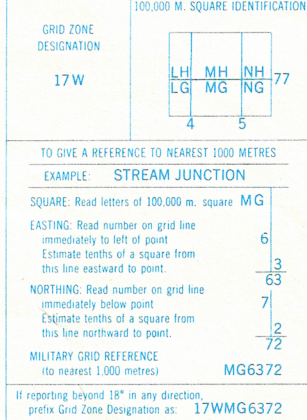 100,000 M. SQUARE IDENTIFICATION
GRID ZONE
DESIGNATION
17W
LH MH NH
77
LG MG NG
4 5
TO GIVE A REFERENCE TO NEAREST 1000 METRES
EXAMPLE: STREAM JUNCTION
SQUARE: Read letters of 100,000 m. square MG
EASTING: Read number on grid line
immediately to left of point 6
Estimate tenths of a square from
this line eastward to point. 3
63
NORTHING: Read number on grid line
immediately below point 7
Estimate tenths of a square from
this line northward to point. 2
72
MILITARY GRID REFERENCE
(to nearest 1,000 metres) MG6372
If reporting beyond 18° in any direction,
prefix Grid Zone Designation as: 17WMG6372